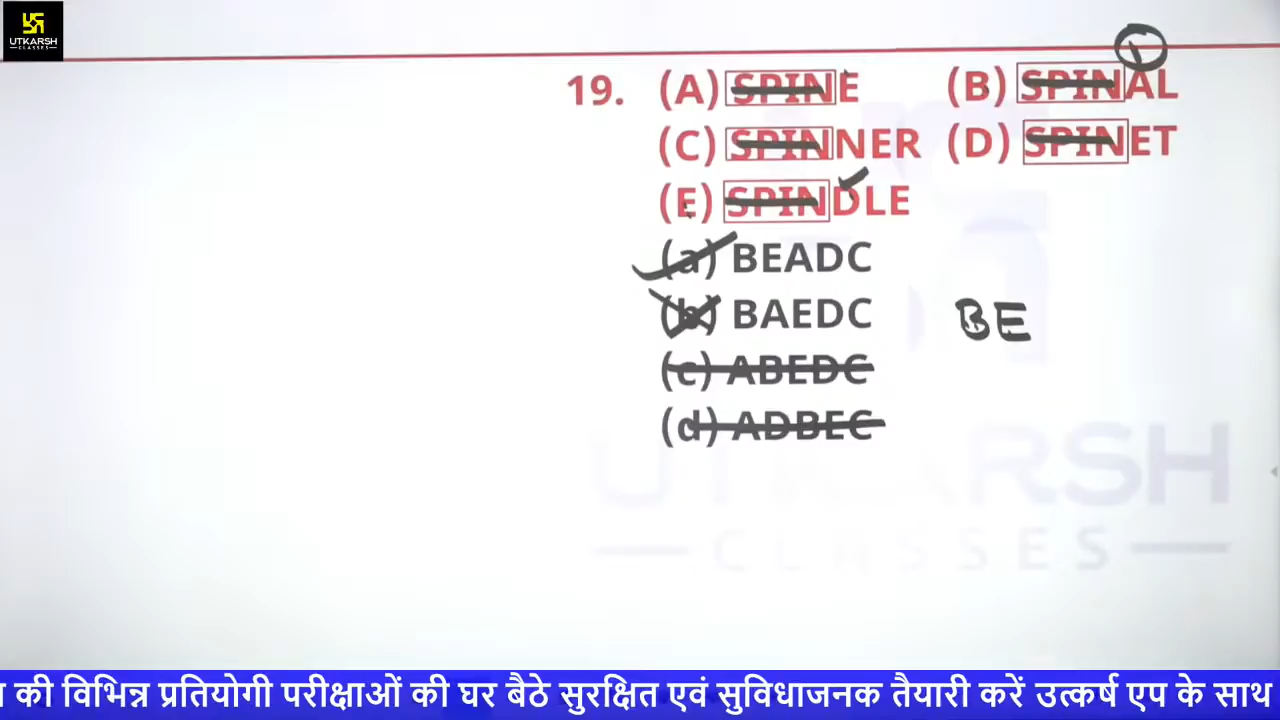 UTKARSH
CLASSES
1
19. (A) SPINE (B) SPINAL
(C) SPINNER (D) SPINET
(E) SPINDLE
(a) BEADC
(b) BAEDC BE
(c) ABEDC
(d) ADBEC
UTKARSH
CLASSES
की विभिन्न प्रतियोगी परीक्षाओं की घर बैठे सुरक्षित एवं सुविधाजनक तैयारी करें उत्कर्ष एप के साथ